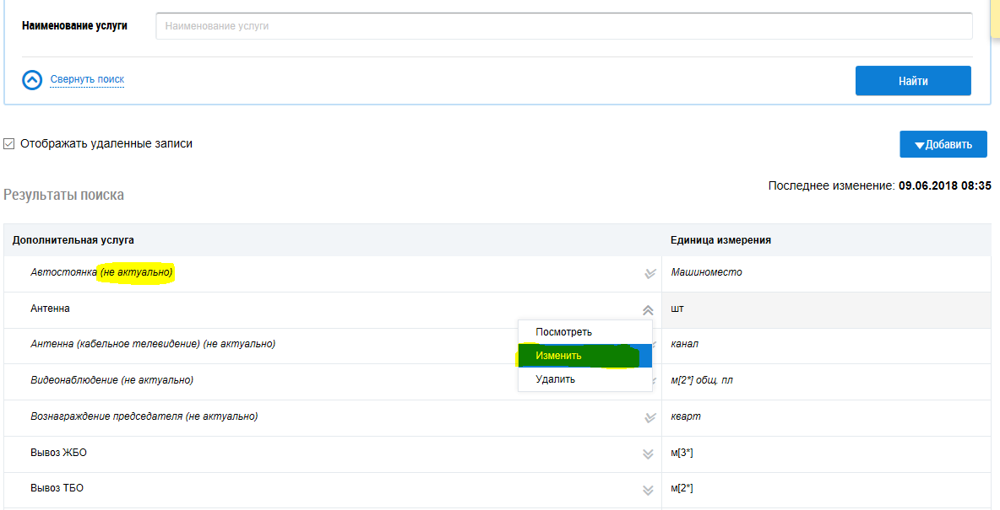 Наименование услуги
Наименование услуги
Свернуть поиск
Найти
Отображать удаленные записи
Добавить
Последнее изменение: 09.06.2018 08:35
Результаты поиска
Дополнительная услуга Единица измерения
Автостоянка (не актуально) Машиноместо
Антенна шт
Посмотреть
Антенна (кабельное телевидение) (не актуально) канал
Изменить
Видеонаблюдение (не актуально) м[2*] общ. пл
Удалить
Вознаграждение председателя (не актуально) кварт
Вывоз ЖБО м[3*]
Вывоз ТБО м[2*]